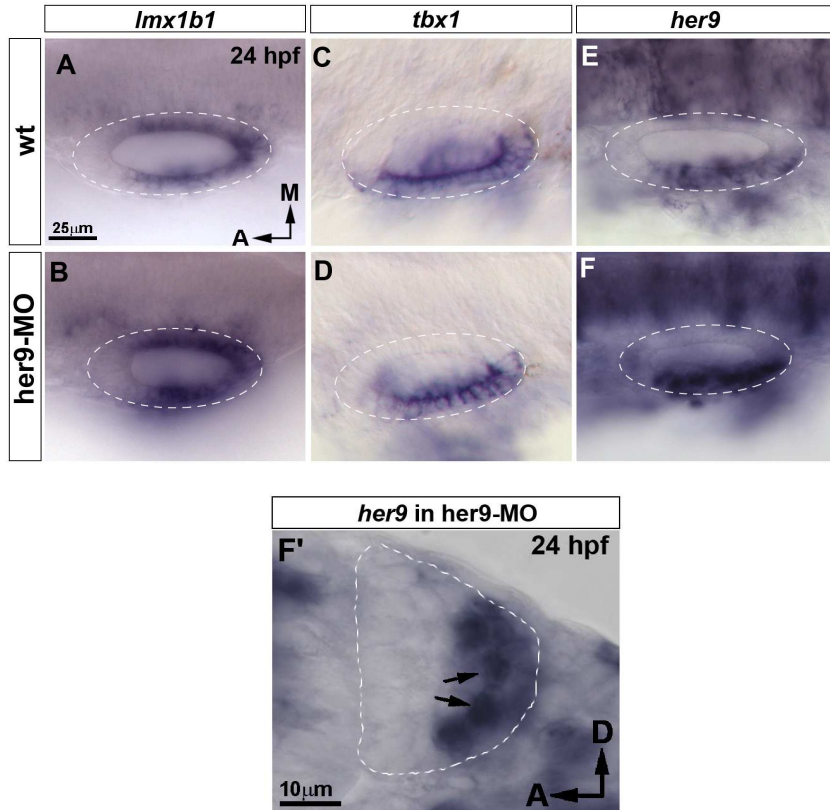 lmx1b1 tbx1 her9
wt
A 24 hpf
C
E
25µm
M
A
her9-MO
B
D
F
her9 in her9-MO
F' 24 hpf
D
A
10µm